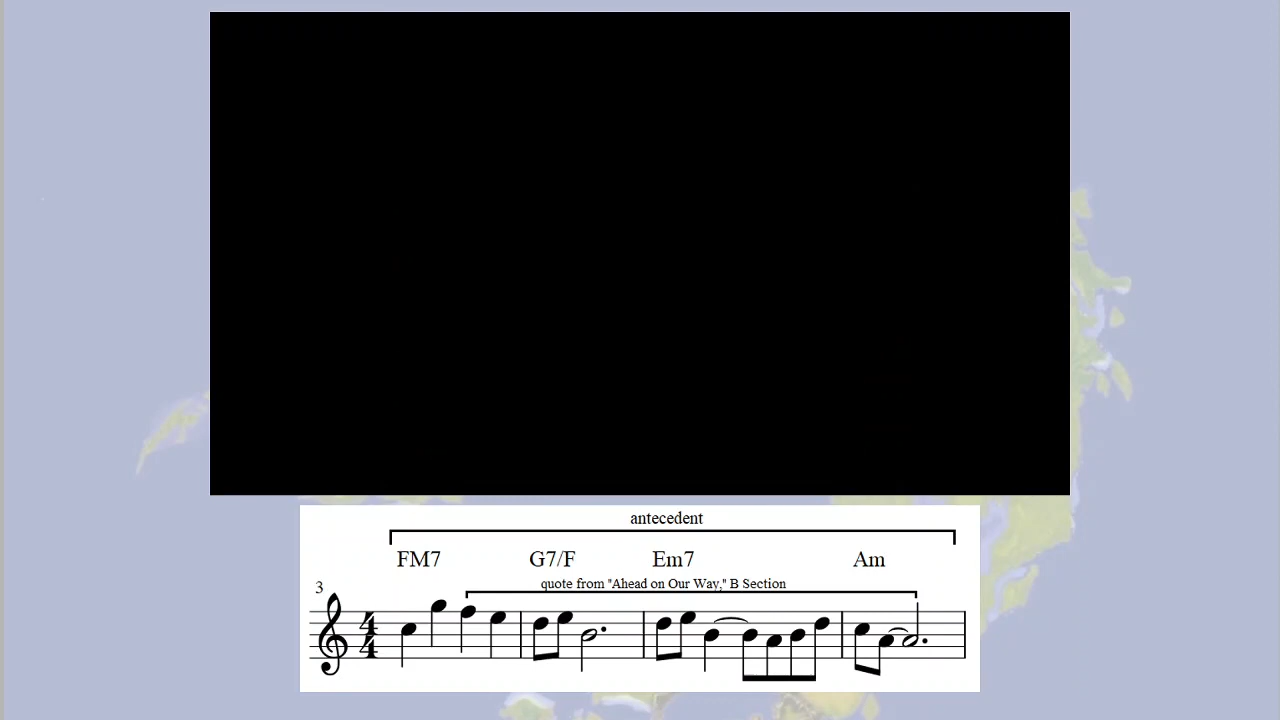 antecedent
FM7 G7/F Em7 Am
quote from "Ahead on Our Way," B Section
3
4
4